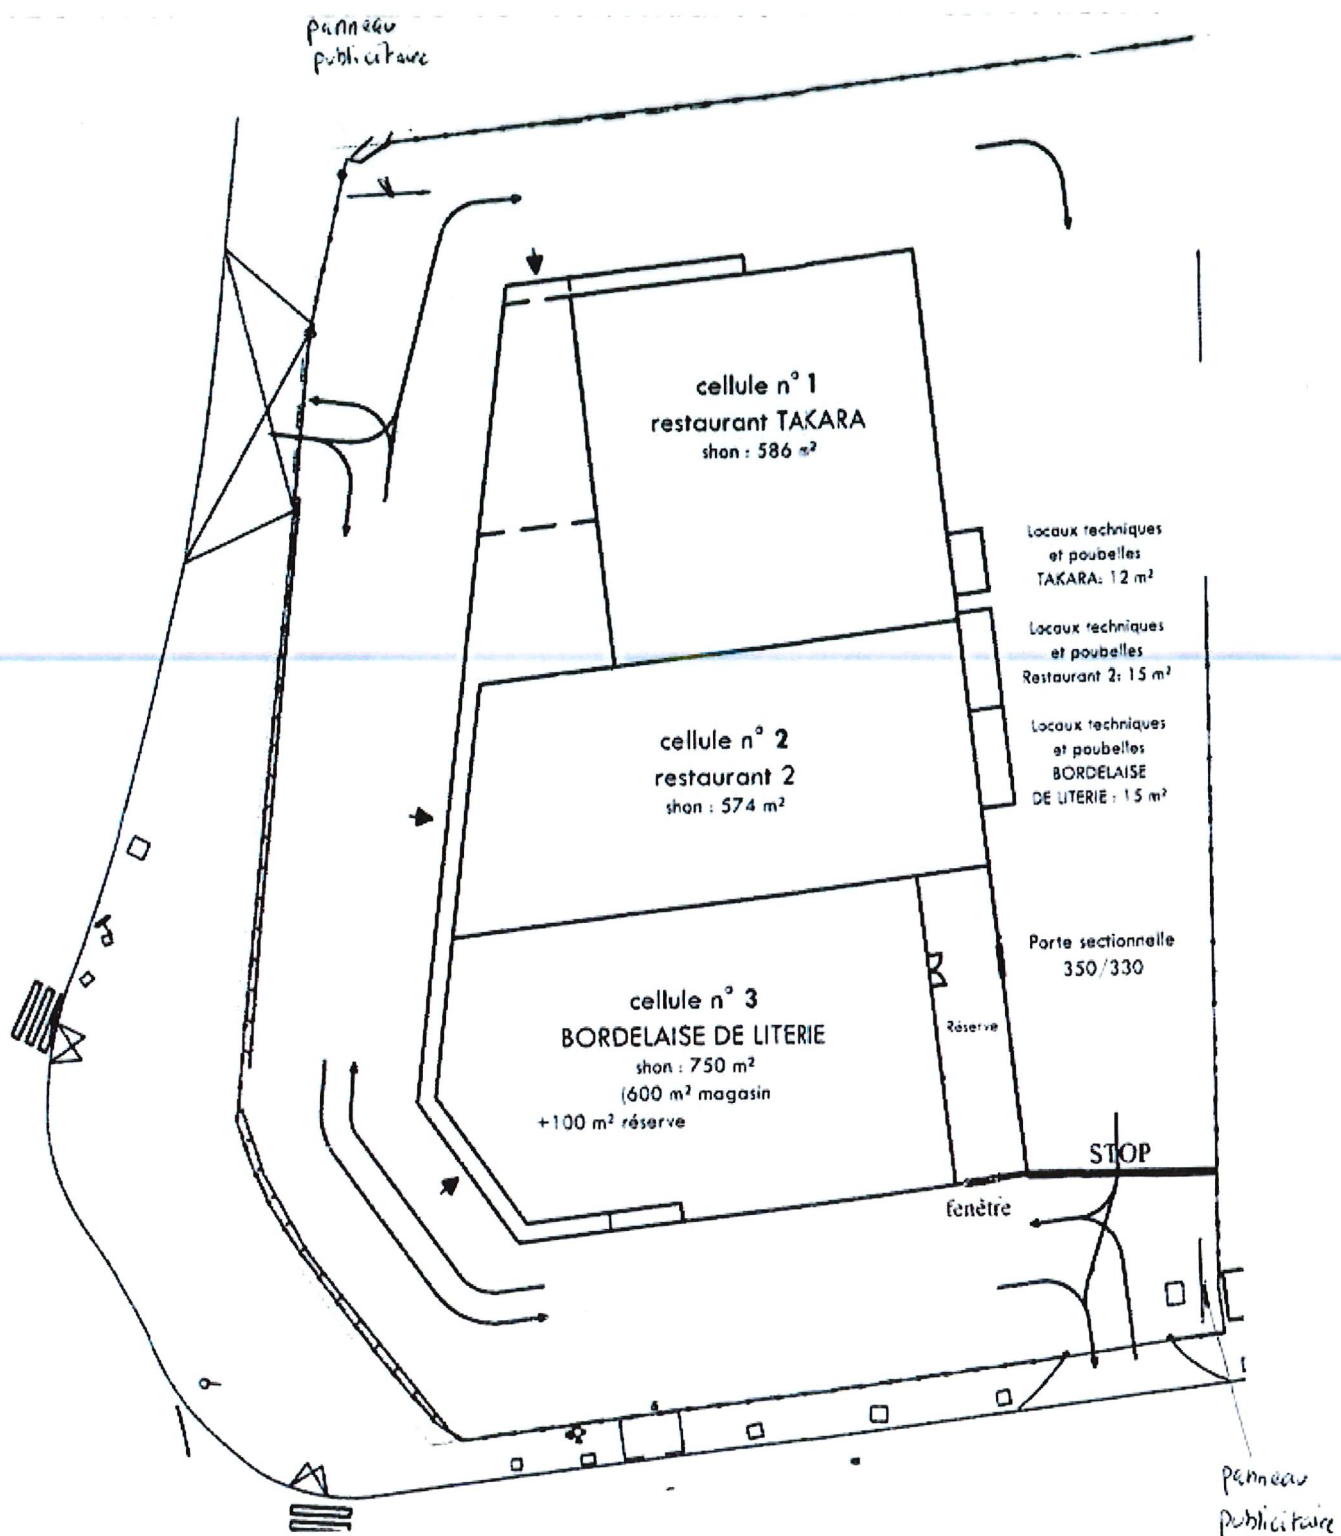 panneau
publicitaire
cellule n° 1
restaurant TAKARA
shon : 586 m²
Locaux techniques
et poubelles
TAKARA: 12 m²
Locaux techniques
et poubelles
Restaurant 2: 15 m²
cellule n° 2
restaurant 2
shon : 574 m²
Locaux techniques
et poubelles
BORDELAISE
DE LITERIE : 15 m²
Porte sectionnelle
350/330
cellule n° 3
BORDELAISE DE LITERIE
shon : 750 m²
(600 m² magasin
+100 m² réserve
Réserve
STOP
fenêtre
panneau
publicitaire